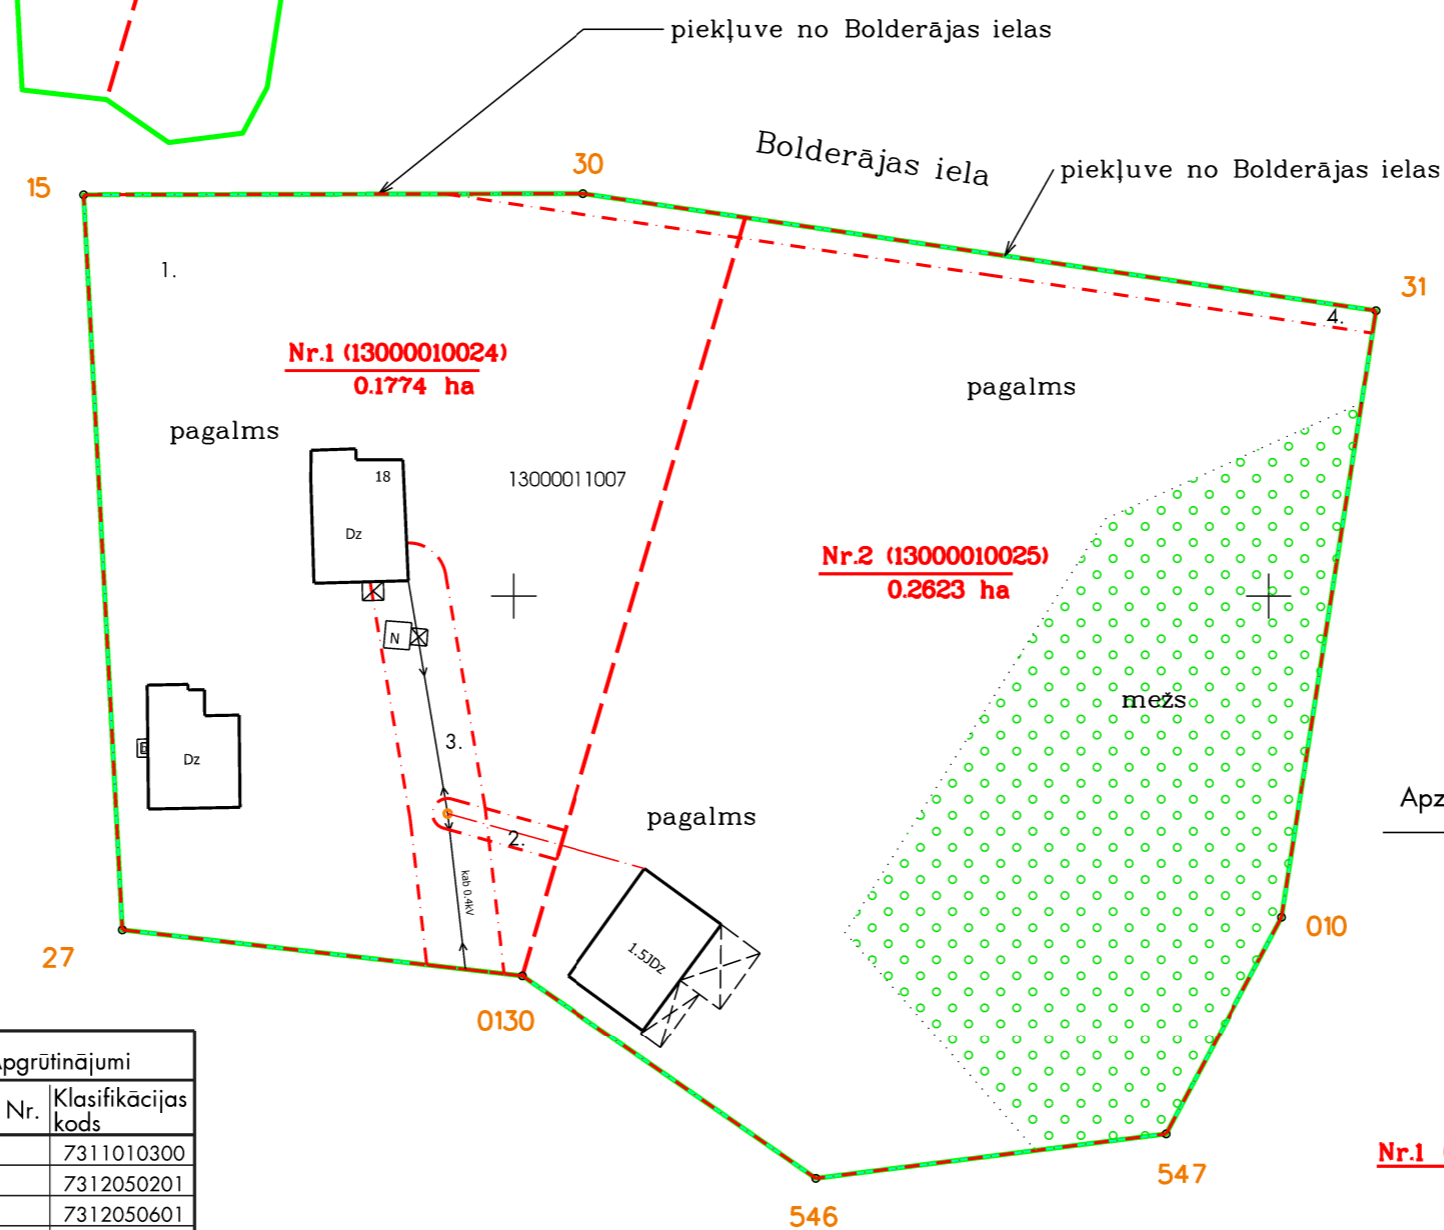 piekļuve no Bolderājas ielas
30
Bolderājas iela
piekļuve no Bolderājas ielas
15
31
1.
4.
Nr.1 (13000010024)
0.1774 ha
pagalms
pagalms
18
13000011007
Dz
Nr.2 (13000010025)
0.2623 ha
N
mežs
3.
Dz
Apz
pagalms
2.
kab 0.4kV
27
010
1.5JDz
0130
Apgrūtinājumi
Nr.
Klasifikācijas
kods
7311010300
7312050201
7312050601
547
Nr.1
546